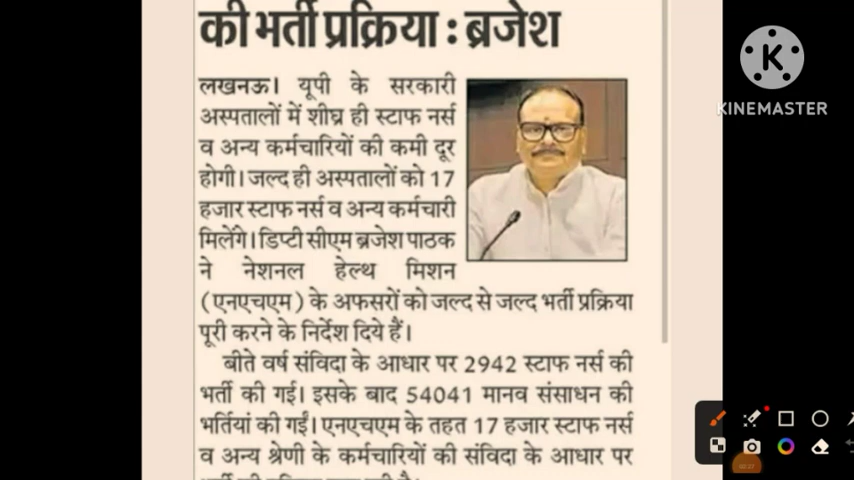 की भर्ती प्रक्रिया : ब्रजेश
लखनऊ। यूपी के सरकारी
अस्पतालों में शीघ्र ही स्टाफ नर्स
व अन्य कर्मचारियों की कमी दूर
होगी। जल्द ही अस्पतालों को 17
हजार स्टाफ नर्स व अन्य कर्मचारी
मिलेंगे। डिप्टी सीएम ब्रजेश पाठक
ने नेशनल हेल्थ मिशन
(एनएचएम) के अफसरों को जल्द से जल्द भर्ती प्रक्रिया
पूरी करने के निर्देश दिये हैं।
बीते वर्ष संविदा के आधार पर 2942 स्टाफ नर्स की
भर्ती की गई। इसके बाद 54041 मानव संसाधन की
भर्तियां की गईं। एनएचएम के तहत 17 हजार स्टाफ नर्स
व अन्य श्रेणी के कर्मचारियों की संविदा के आधार पर
KINEMASTER